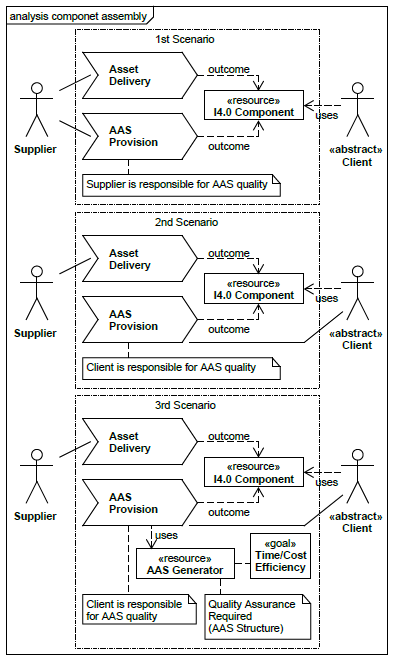 analysis componet assembly
1st Scenario
Asset
Delivery
outcome
«resource»
I4.0 Component
uses
AAS
Provision
outcome
Supplier
«abstract»
Client
Supplier is responsible for AAS quality
2nd Scenario
Asset
Delivery
outcome
«resource»
I4.0 Component
uses
AAS
Provision
outcome
Supplier
«abstract»
Client
Client is responsible for AAS quality
3rd Scenario
Asset
Delivery
outcome
«resource»
I4.0 Component
uses
AAS
Provision
outcome
Supplier
«abstract»
Client
uses
«resource»
AAS Generator
«goal»
Time/Cost
Efficiency
Client is responsible
for AAS quality
Quality Assurance
Required
(AAS Structure)